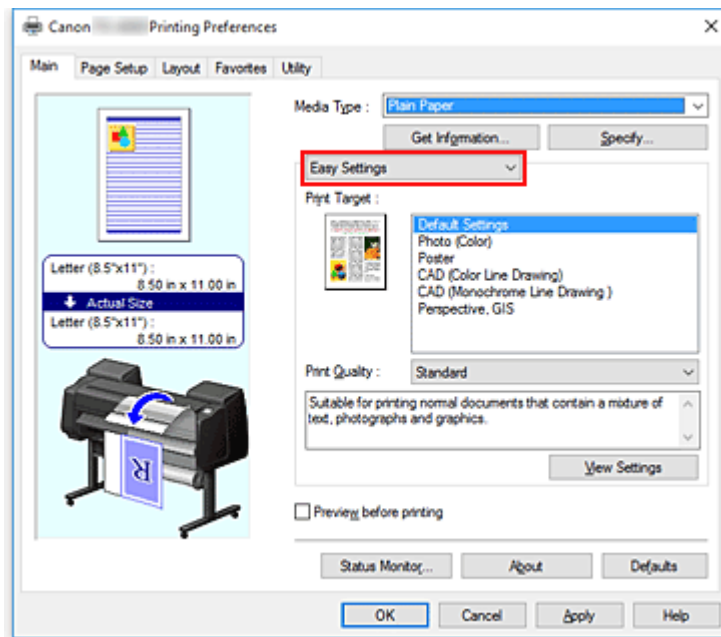 Canon Printing Preferences
Main Page Setup Layout Favorites Utility
Media Type : Plain Paper
Get Information... Specify...
Easy Settings
Print Target :
Default Settings
Photo (Color)
Poster
CAD (Color Line Drawing)
CAD (Monochrome Line Drawing )
Perspective, GIS
Letter (8.5"x11") :
8.50 in x 11.00 in
Actual Size
Letter (8.5"x11") :
8.50 in x 11.00 in
R
Print Quality : Standard
Suitable for printing normal documents that contain a mixture of
text, photographs and graphics.
View Settings
Preview before printing
Status Monitor... About Defaults
OK Cancel Apply Help